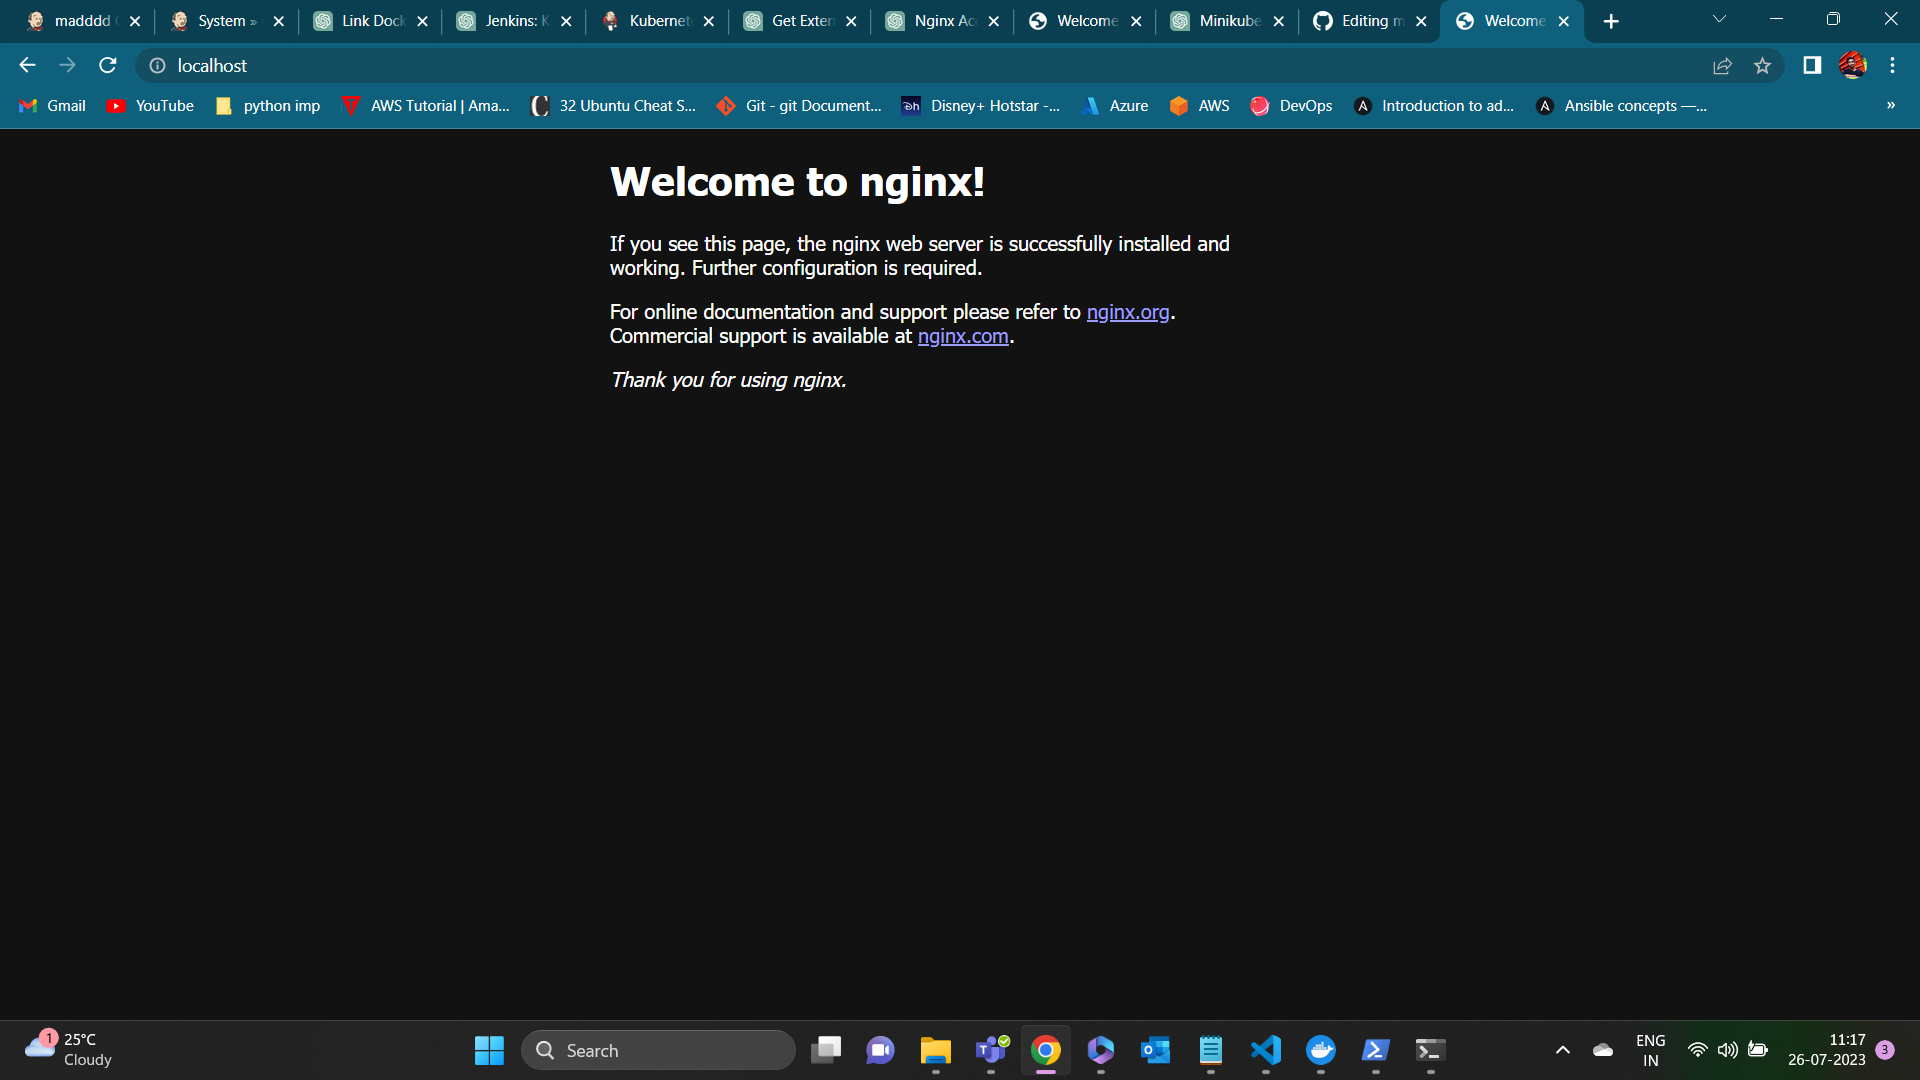 madddd
System »
Link Dock
Jenkins: K
Kubernet
Get Exter
Nginx Ac
Welcome
Minikube
Editing m
Welcome
localhost
Gmail
YouTube
python imp
AWS Tutorial | Ama...
32 Ubuntu Cheat S...
Git - git Document...
Disney+ Hotstar -...
Azure
AWS
DevOps
Introduction to ad...
Ansible concepts —...
»
Welcome to nginx!
If you see this page, the nginx web server is successfully installed and
working. Further configuration is required.
For online documentation and support please refer to nginx.org.
Commercial support is available at nginx.com.
Thank you for using nginx.
1
25°C
Cloudy
Search
ENG
IN
11:17
26-07-2023
3